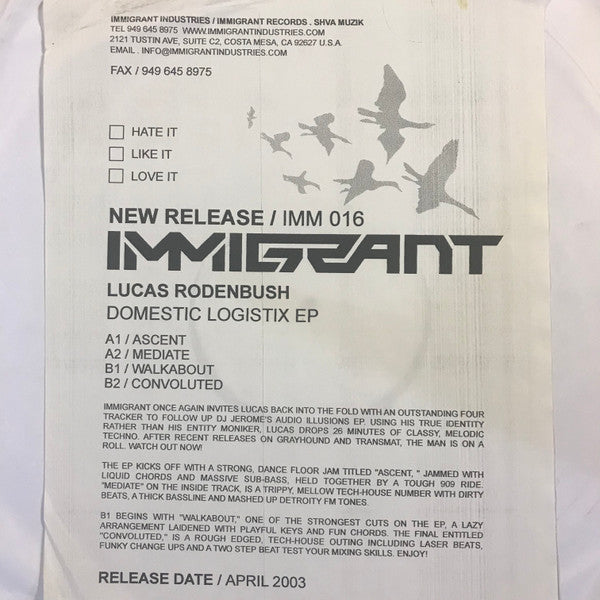 IMMIGRANT INDUSTRIES / IMMIGRANT RECORDS . SHVA MUZIK
TEL 949 645 8975 WWW.IMMIGRANTINDUSTRIES.COM
2121 TUSTIN AVE, SUITE C2, COSTA MESA, CA 92627 U.S.A.
EMAIL . INFO@IMMIGRANTINDUSTRIES.COM
FAX / 949 645 8975
HATE IT
LIKE IT
LOVE IT
NEW RELEASE / IMM 016
IMMIGRANT
LUCAS RODENBUSH
DOMESTIC LOGISTIX EP
A1 / ASCENT
A2 / MEDIATE
B1 / WALKABOUT
B2 / CONVOLUTED
IMMIGRANT ONCE AGAIN INVITES LUCAS BACK INTO THE FOLD WITH AN OUTSTANDING FOUR
TRACKER TO FOLLOW UP DJ JEROME'S AUDIO ILLUSIONS EP. USING HIS TRUE IDENTITY
RATHER THAN HIS ENTITY MONIKER, LUCAS DROPS 26 MINUTES OF CLASSY, MELODIC
TECHNO. AFTER RECENT RELEASES ON GRAYHOUND AND TRANSMAT, THE MAN IS ON A
ROLL. WATCH OUT NOW!
THE EP KICKS OFF WITH A STRONG, DANCE FLOOR JAM TITLED "ASCENT, " JAMMED WITH
LIQUID CHORDS AND MASSIVE SUB-BASS, HELD TOGETHER BY A TOUGH 909 RIDE.
"MEDIATE" ON THE INSIDE TRACK, IS A TRIPPY, MELLOW TECH-HOUSE NUMBER WITH DIRTY
BEATS, A THICK BASSLINE AND MASHED UP DETROITY FM TONES.
B1 BEGINS WITH "WALKABOUT," ONE OF THE STRONGEST CUTS ON THE EP, A LAZY
ARRANGEMENT LAIDENED WITH PLAYFUL KEYS AND FUN CHORDS. THE FINAL ENTITLED
"CONVOLUTED," IS A ROUGH EDGED, TECH-HOUSE OUTING INCLUDING LASER BEATS,
FUNKY CHANGE UPS AND A TWO STEP BEAT TEST YOUR MIXING SKILLS. ENJOY!
RELEASE DATE / APRIL 2003